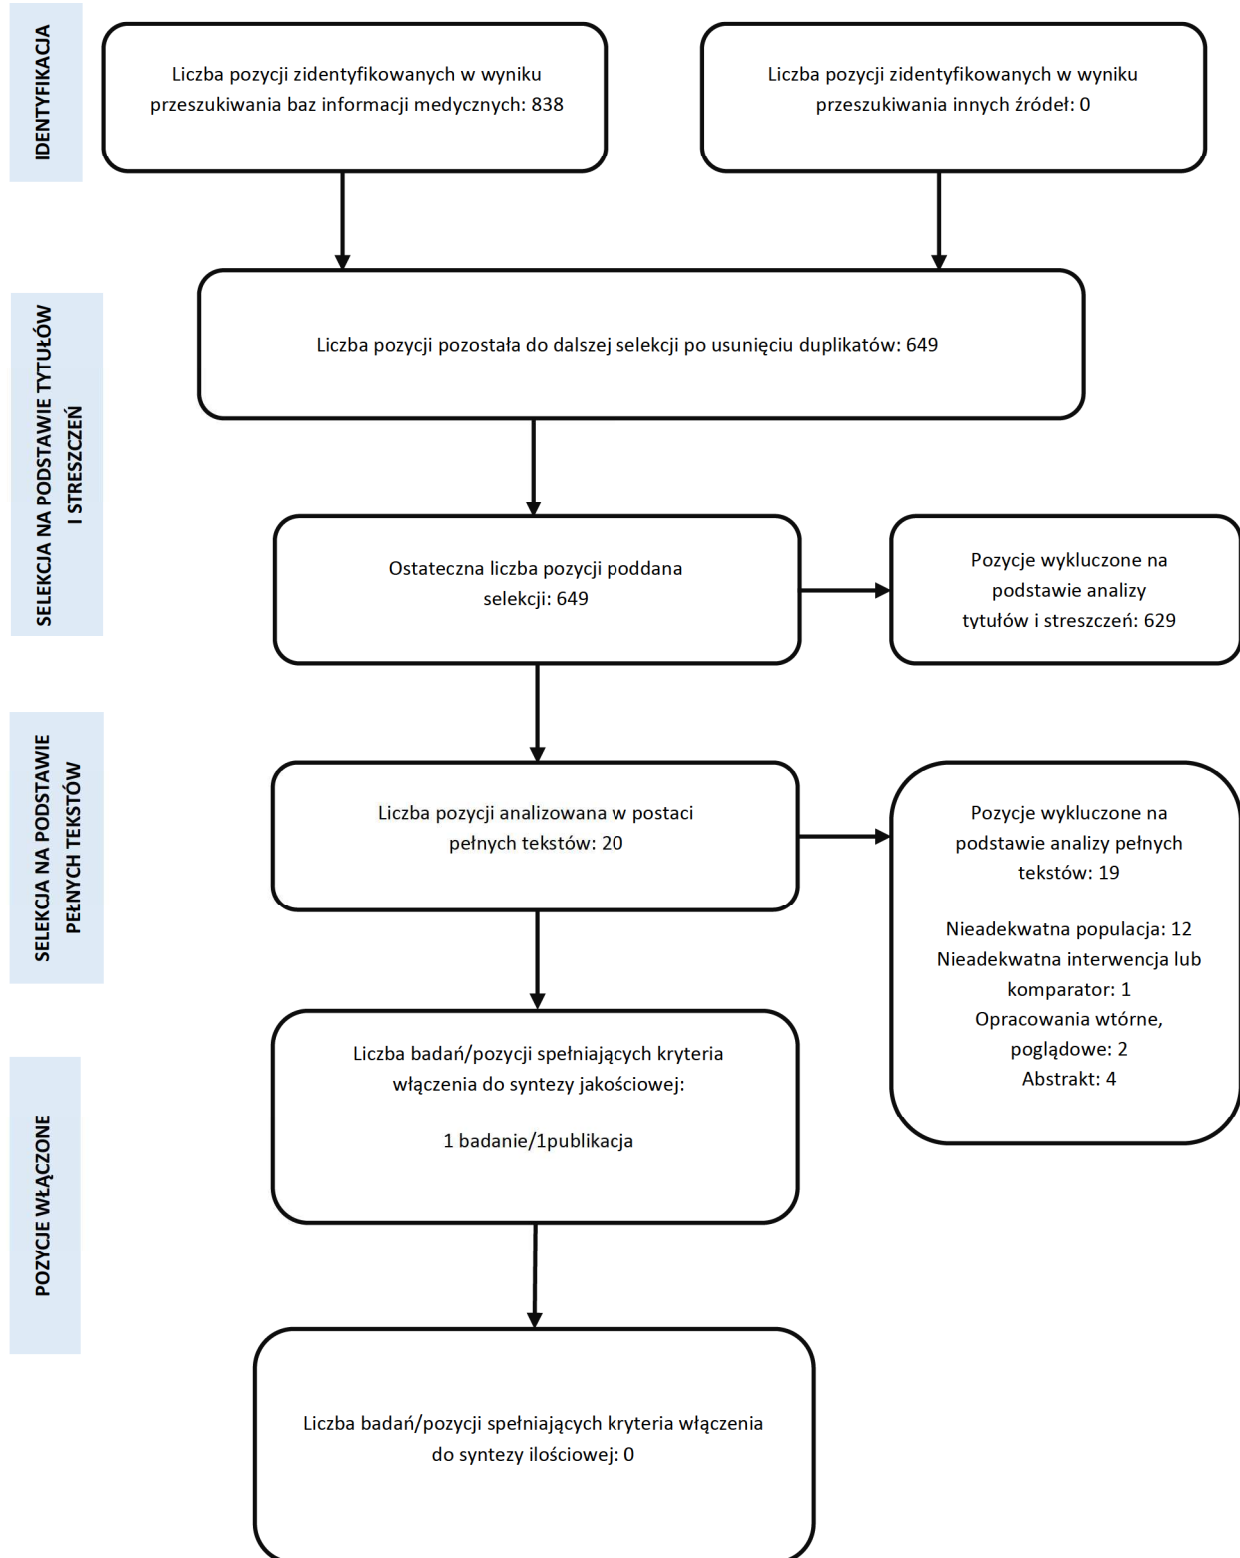 IDENTYFIKACJA
Liczba pozycji zidentyfikowanych w wyniku
przeszukiwania baz informacji medycznych: 838
Liczba pozycji zidentyfikowanych w wyniku
przeszukiwania innych źródeł: 0
SELEKCJA NA PODSTAWIE TYTUŁÓW
I STRESZCZEŃ
Liczba pozycji pozostała do dalszej selekcji po usunięciu duplikatów: 649
Ostateczna liczba pozycji poddana
selekcji: 649
Pozycje wykluczone na
podstawie analizy
tytułów i streszczeń: 629
SELEKCJA NA PODSTAWIE
PEŁNYCH TEKSTÓW
Liczba pozycji analizowana w postaci
pełnych tekstów: 20
Pozycje wykluczone na
podstawie analizy pełnych
tekstów: 19
Nieadekwatna populacja: 12
Nieadekwatna interwencja lub
komparator: 1
Opracowania wtórne,
poglądowe: 2
Abstrakt: 4
POZYCJE WŁĄCZONE
Liczba badań/pozycji spełniających kryteria
włączenia do syntezy jakościowej:
1 badanie/1publikacja
Liczba badań/pozycji spełniających kryteria włączenia
do syntezy ilościowej: 0